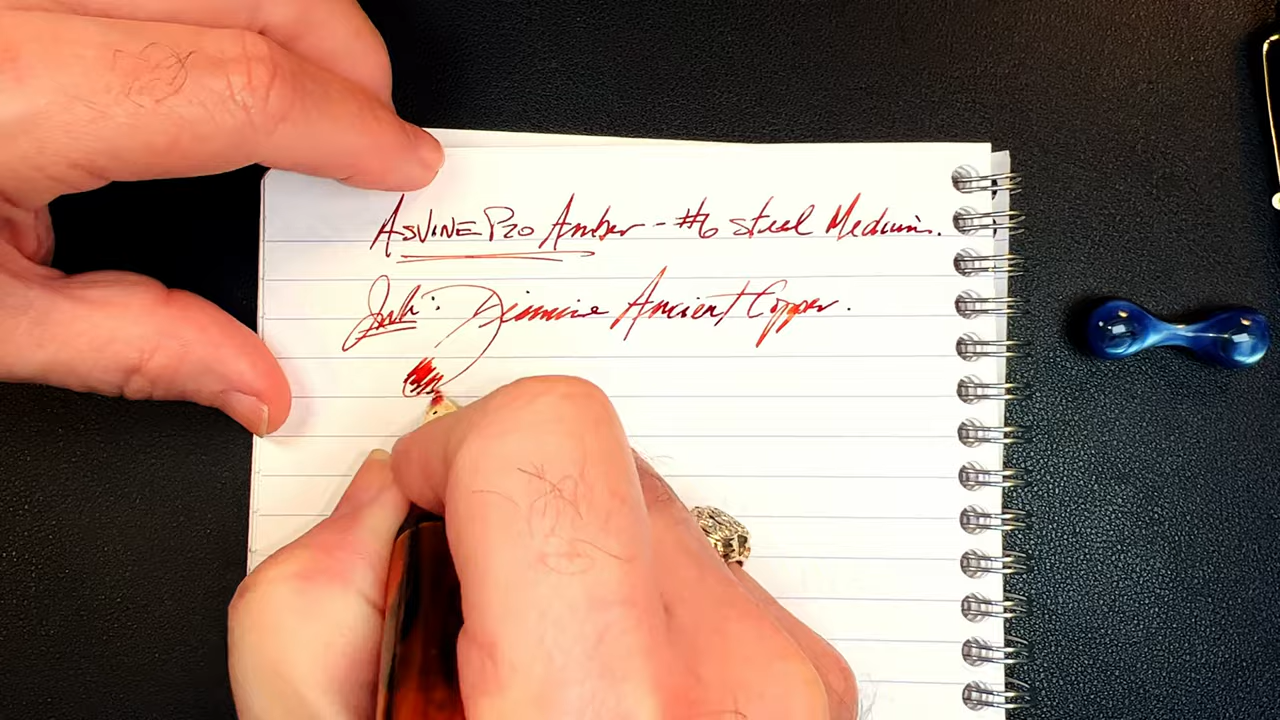 ASVINE P20 Amber - #6 steel Medium.
Ink: Diamine Ancient Copper.